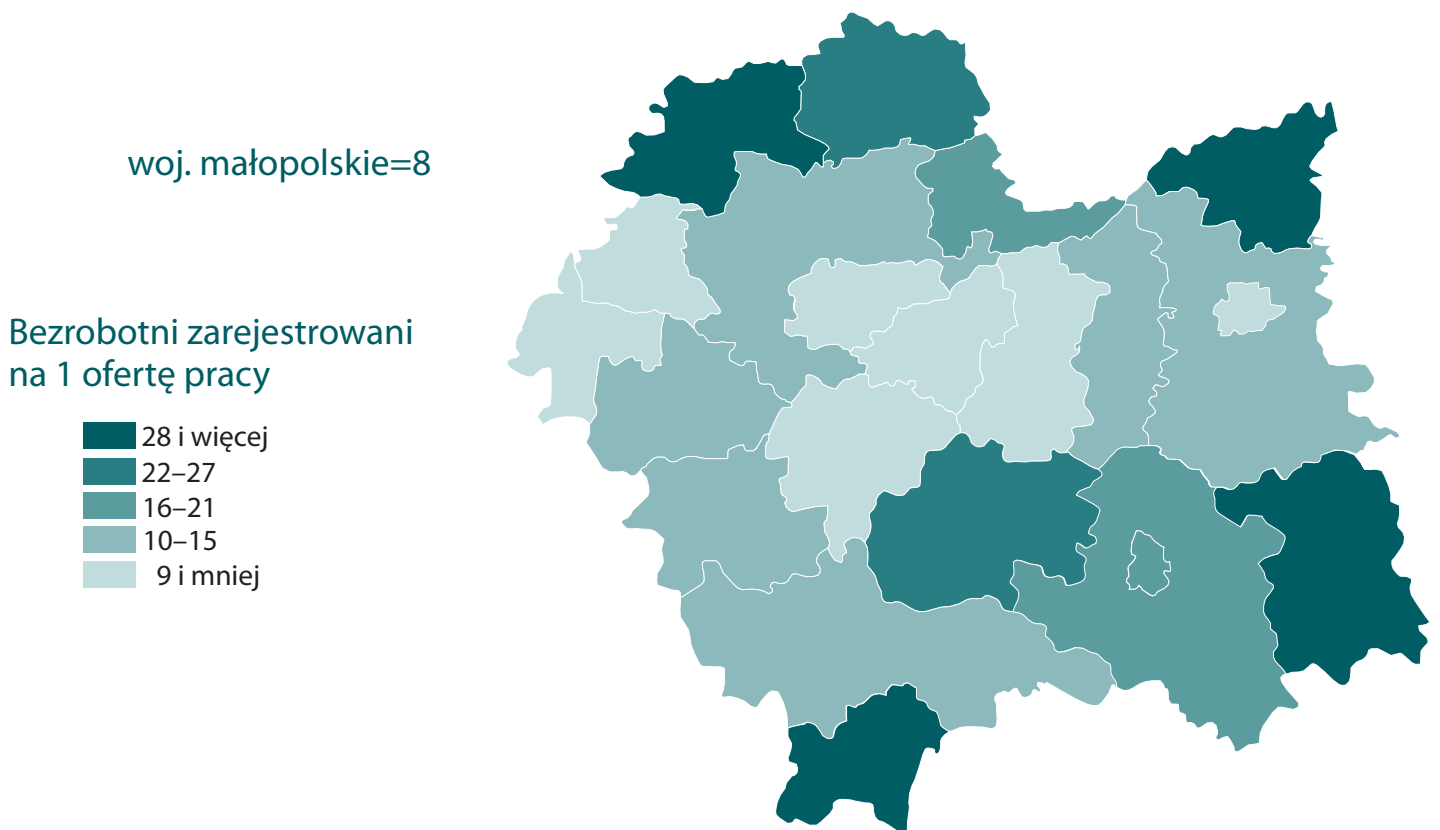 woj. małopolskie=8
Bezrobotni zarejestrowani
na 1 ofertę pracy
28 i więcej
22–27
16–21
10–15
9 i mniej